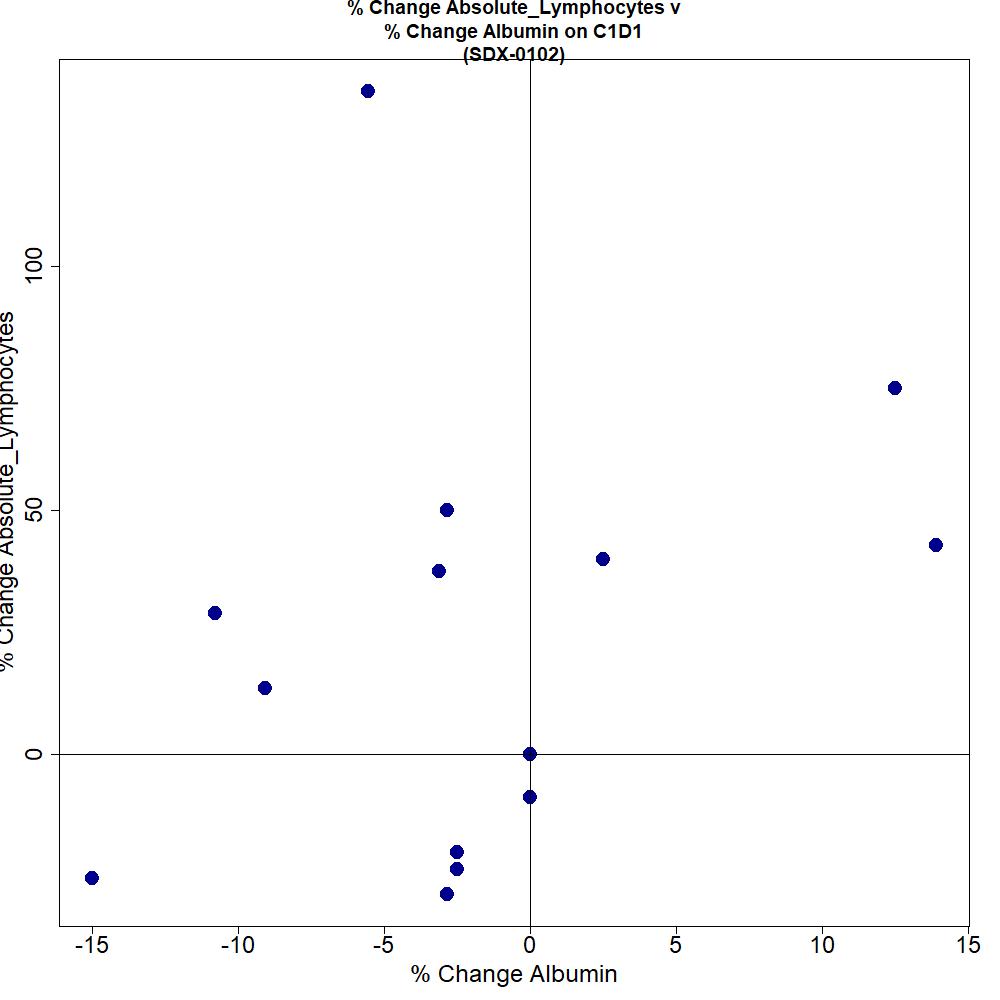 % Change Absolute_Lymphocytes v
% Change Albumin on C1D1
(SDX-0102)
% Change Absolute_Lymphocytes
100
50
0
-15 -10 -5 0 5 10 15
% Change Albumin